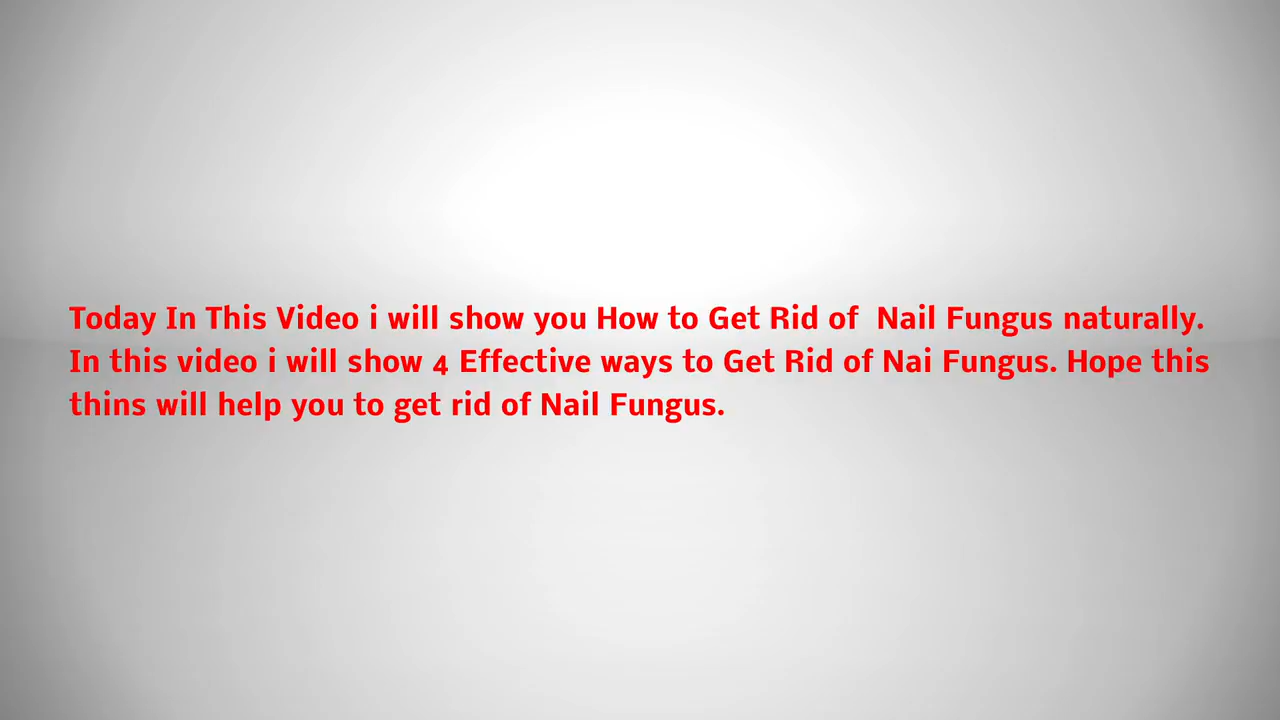 Today In This Video i will show you How to Get Rid of  Nail Fungus naturally.
In this video i will show 4 Effective ways to Get Rid of Nai Fungus. Hope this
thins will help you to get rid of Nail Fungus.